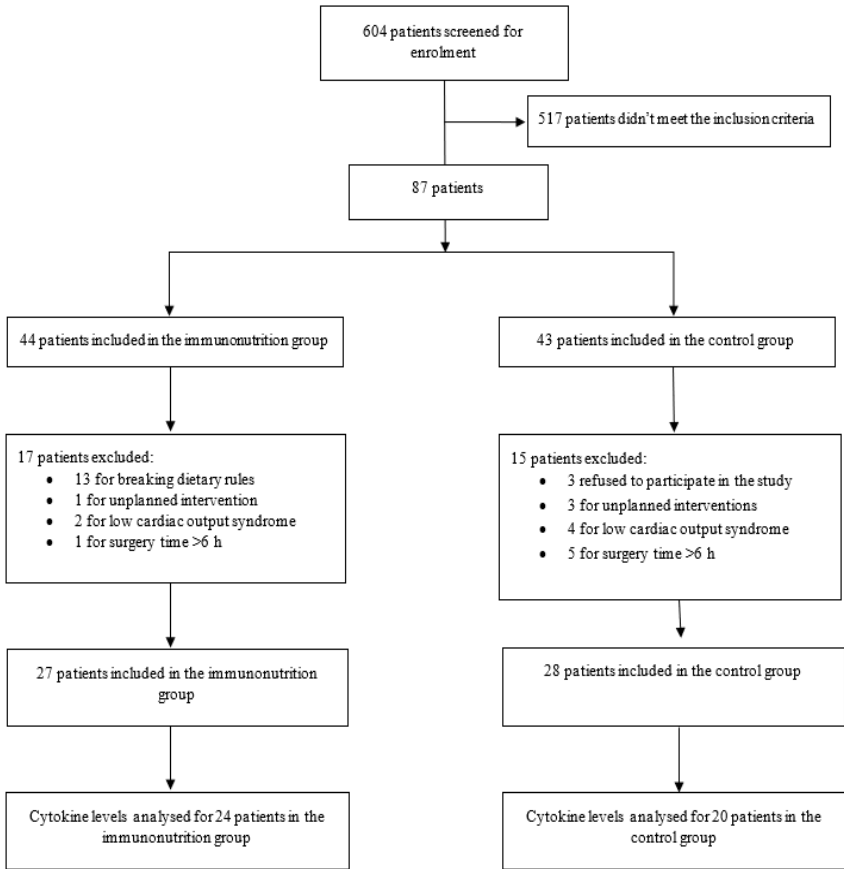 604 patients screened for
enrolment
517 patients didn't meet the inclusion criteria
87 patients
44 patients included in the immunonutrition group
43 patients included in the control group
17 patients excluded:
• 13 for breaking dietary rules
• 1 for unplanned intervention
• 2 for low cardiac output syndrome
• 1 for surgery time >6 h
15 patients excluded:
• 3 refused to participate in the study
• 3 for unplanned interventions
• 4 for low cardiac output syndrome
• 5 for surgery time >6 h
27 patients included in the immunonutrition
group
28 patients included in the control group
Cytokine levels analysed for 24 patients in the
immunonutrition group
Cytokine levels analysed for 20 patients in the
control group